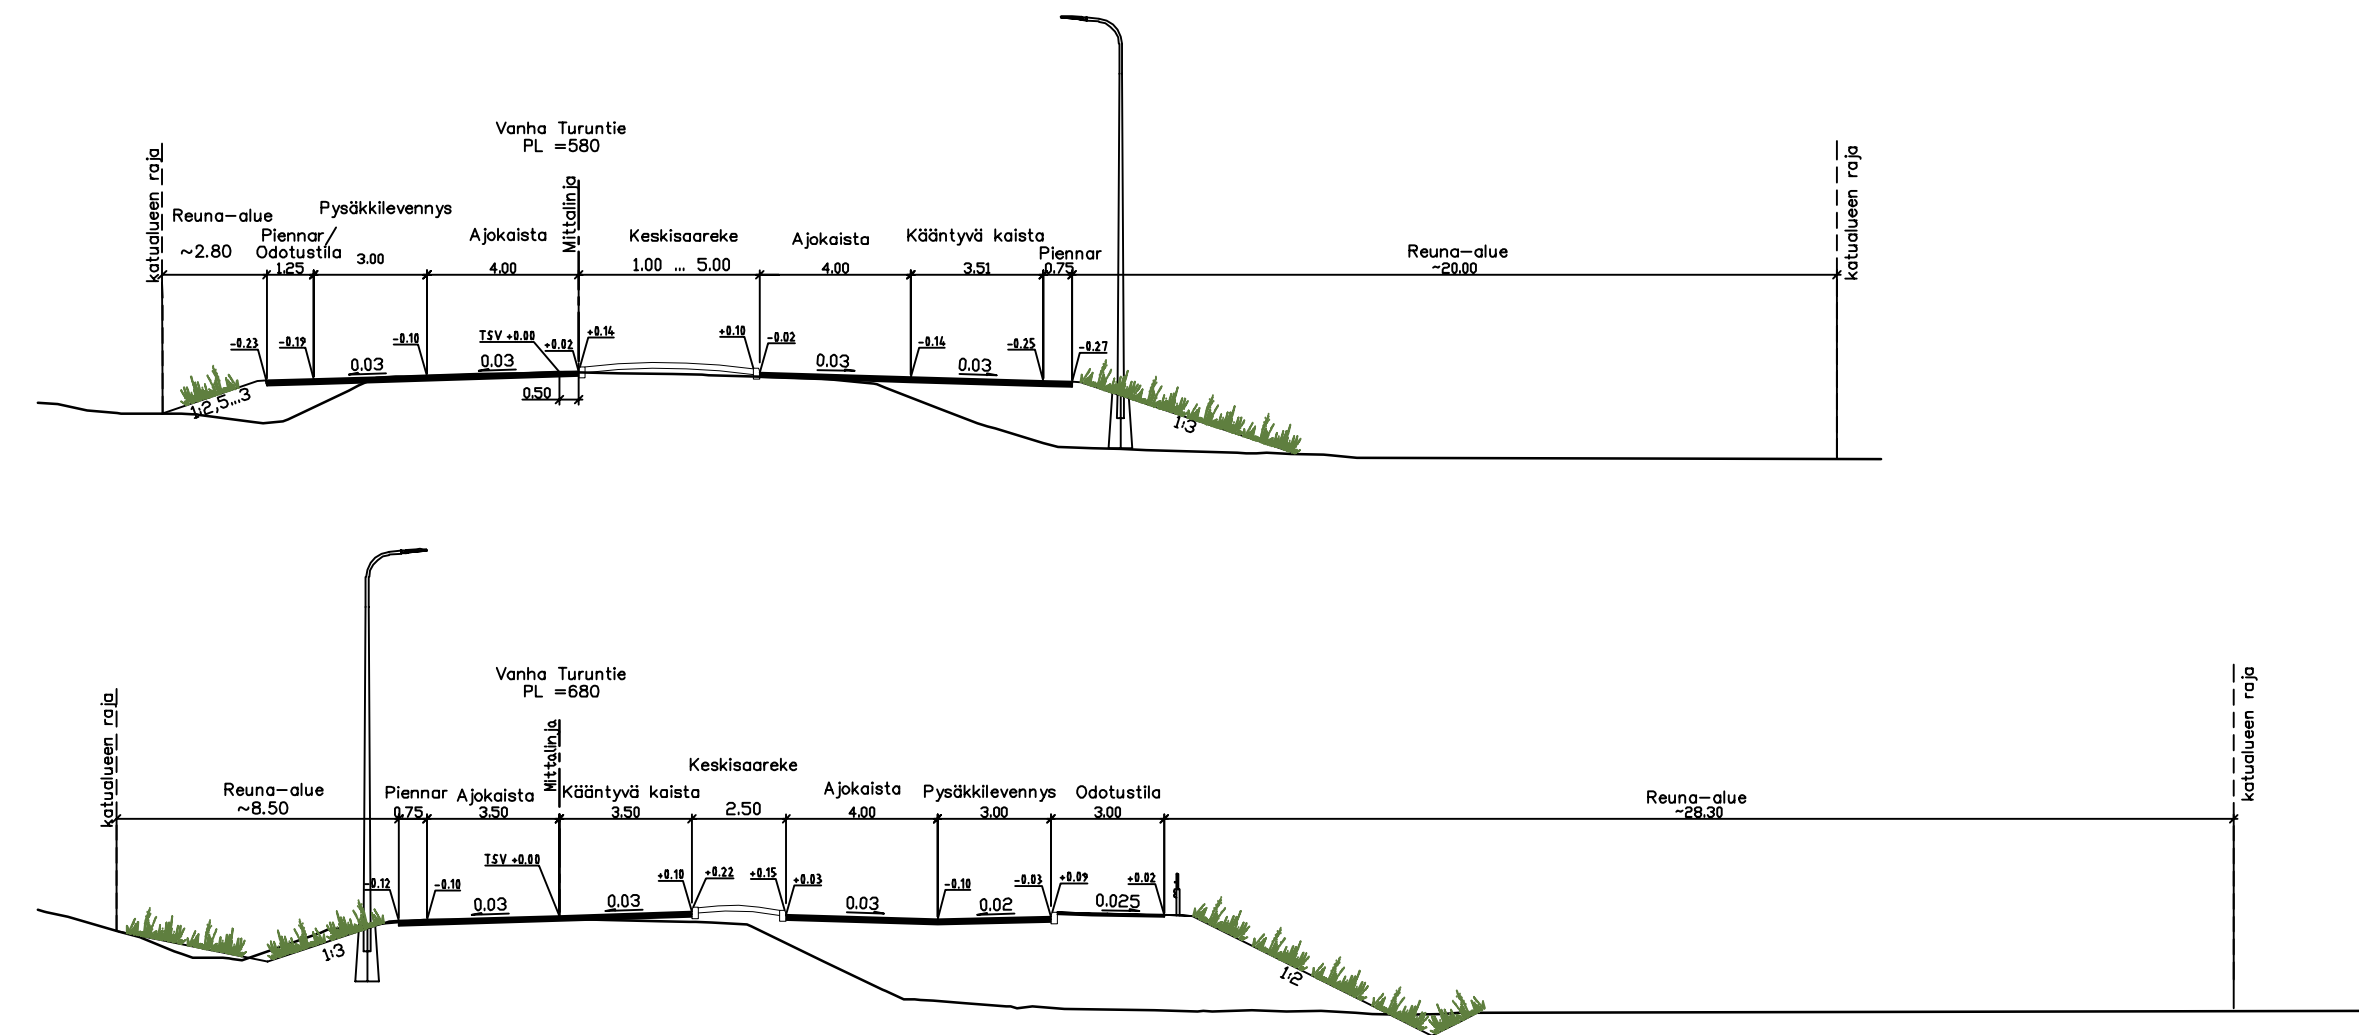 Vanha Turuntie
PL =580
katualueen raja
Mittalinja
katualueen raja
Reuna-alue
~2.80
Piennar
Odotustila
1.25
Pysäkkilevennys
3.00
Ajokaista
4.00
Keskisaareke
1.00 ... 5.00
Ajokaista
4.00
Kääntyvä kaista
3.51
Piennar
0.75
Reuna-alue
~20.00
-0.23
-0.19
-0.10
TSV +0.00
+0.02
+0.14
+0.10
-0.02
-0.14
-0.25
-0.27
0.03
0.03
0.03
0.03
0.50
1:2,5...3
1:3
Vanha Turuntie
PL =680
katualueen raja
Mittalinja
katualueen raja
Reuna-alue
~8.50
Piennar
0.75
Ajokaista
3.50
Kääntyvä kaista
3.50
Keskisaareke
2.50
Ajokaista
4.00
Pysäkkilevennys
3.00
Odotustila
3.00
Reuna-alue
~28.30
-0.12
-0.10
TSV +0.00
+0.10
+0.22
+0.15
+0.03
-0.10
-0.03
+0.09
+0.02
0.03
0.03
0.03
0.02
0.025
1:3
1:2